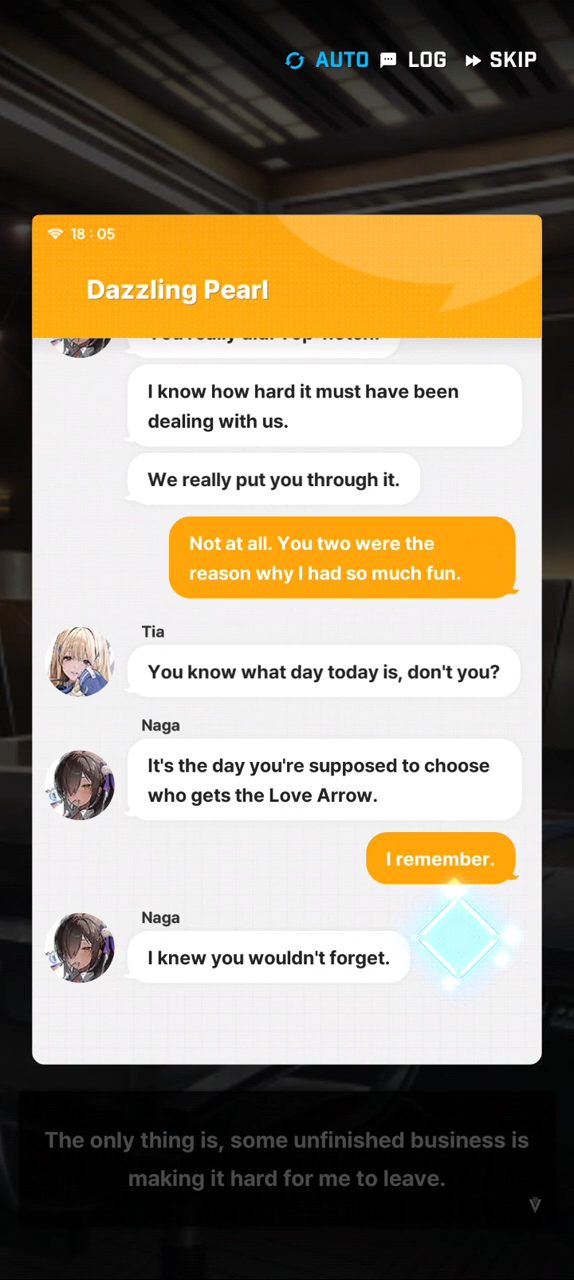 AUTO LOG SKIP
18 : 05
Dazzling Pearl
I know how hard it must have been
dealing with us.
We really put you through it.
Not at all. You two were the
reason why I had so much fun.
Tia
You know what day today is, don't you?
Naga
It's the day you're supposed to choose
who gets the Love Arrow.
I remember.
Naga
I knew you wouldn't forget.
The only thing is, some unfinished business is
making it hard for me to leave.